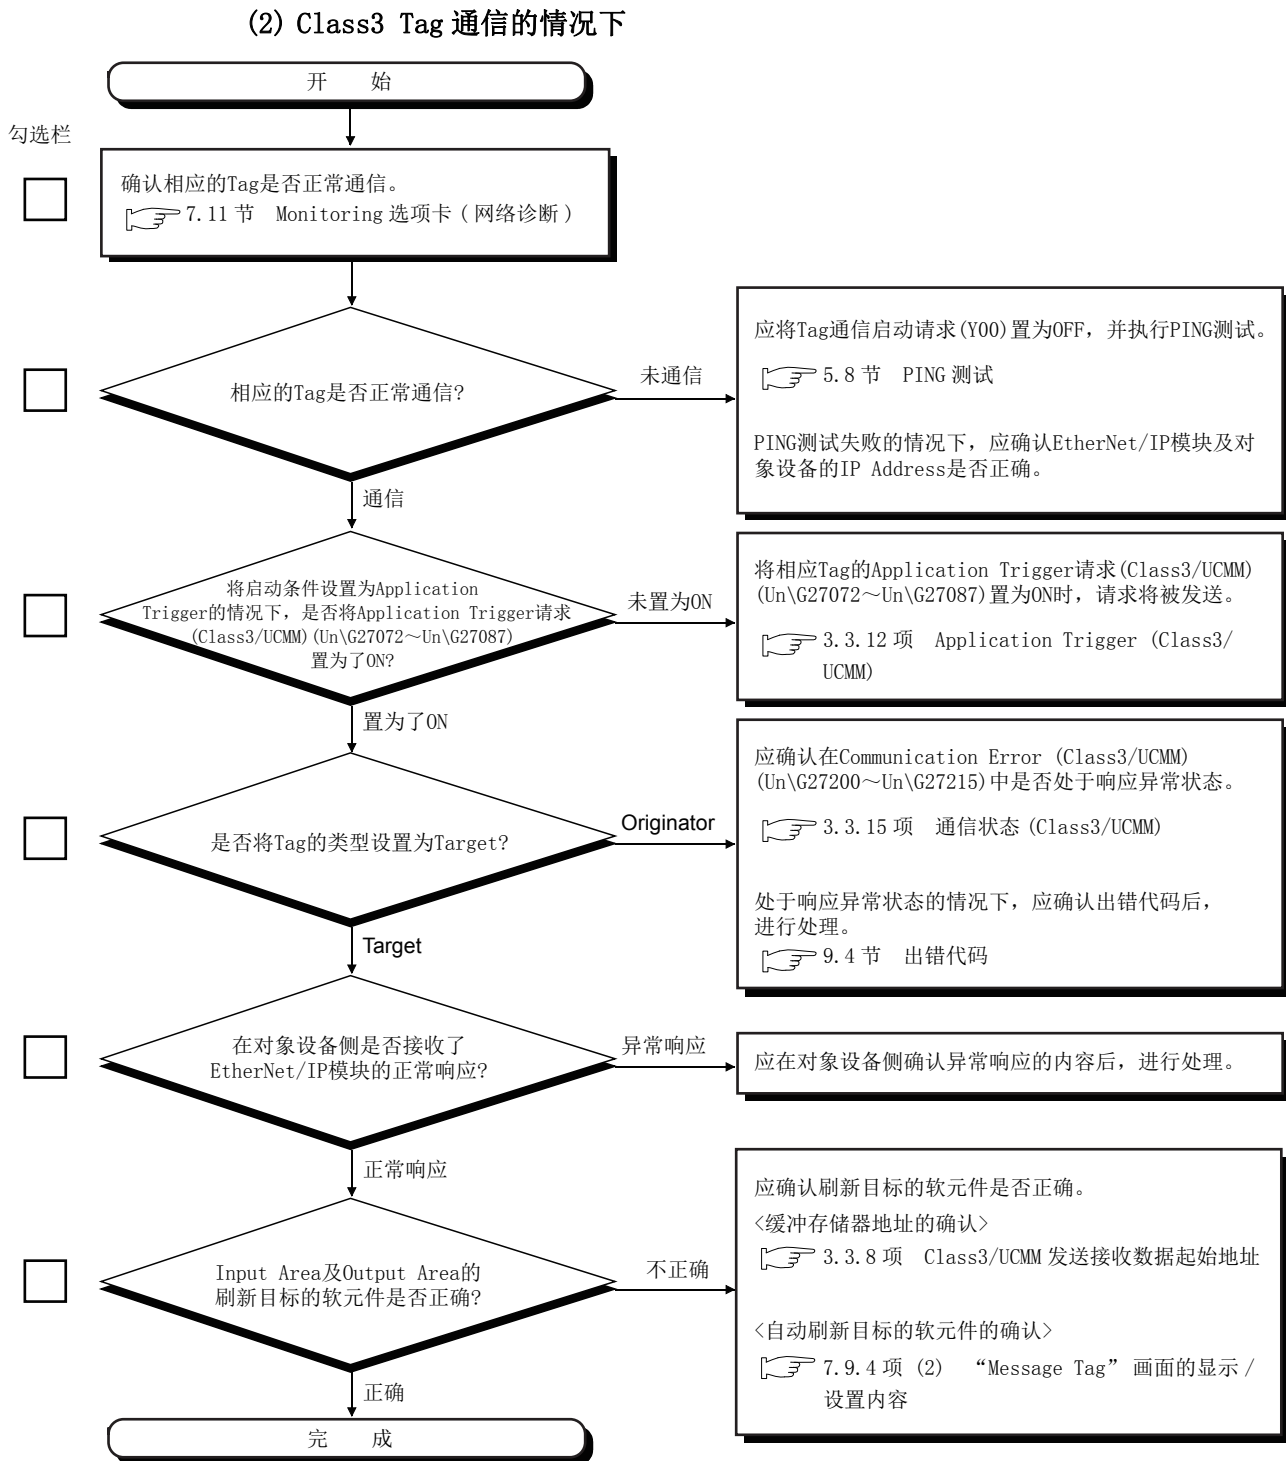 (2) Class3 Tag 通信的情况下
开 始
勾选栏
确认相应的Tag是否正常通信。
7.11 节 Monitoring 选项卡 ( 网络诊断 )
相应的Tag是否正常通信?
未通信
应将Tag通信启动请求(Y00)置为OFF，并执行PING测试。
5.8 节 PING 测试
PING测试失败的情况下，应确认EtherNet/IP模块及对
象设备的IP Address是否正确。
通信
将启动条件设置为Application
Trigger的情况下，是否将Application Trigger请求
(Class3/UCMM)(Un\G27072～Un\G27087)
置为了ON?
未置为ON
将相应Tag的Application Trigger请求(Class3/UCMM)
(Un\G27072～Un\G27087)置为ON时，请求将被发送。
3.3.12 项 Application Trigger (Class3/
UCMM)
置为了ON
是否将Tag的类型设置为Target?
Originator
应确认在Communication Error (Class3/UCMM)
(Un\G27200～Un\G27215)中是否处于响应异常状态。
3.3.15 项 通信状态 (Class3/UCMM)
处于响应异常状态的情况下，应确认出错代码后，
进行处理。
9.4 节 出错代码
Target
在对象设备侧是否接收了
EtherNet/IP模块的正常响应?
异常响应
应在对象设备侧确认异常响应的内容后，进行处理。
正常响应
Input Area及Output Area的
刷新目标的软元件是否正确?
不正确
应确认刷新目标的软元件是否正确。
<缓冲存储器地址的确认>
3.3.8 项 Class3/UCMM 发送接收数据起始地址
<自动刷新目标的软元件的确认>
7.9.4 项 (2) “Message Tag” 画面的显示 /
设置内容
正确
完 成